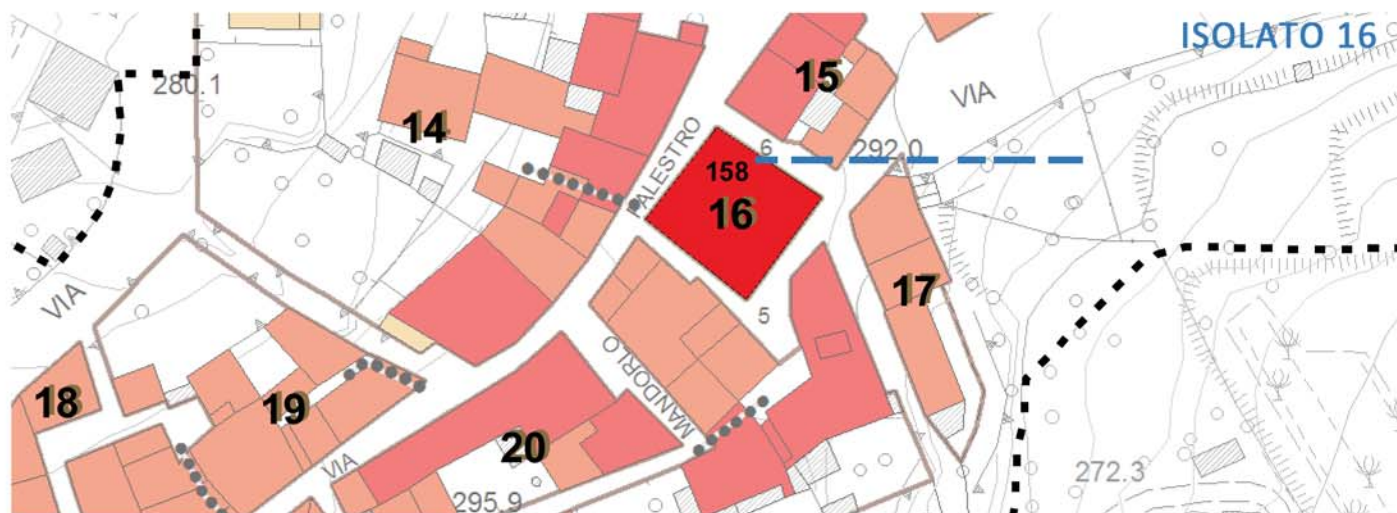 ISOLATO 16
15
280.1
VIA
14
PALESTRO
6
292.0
158
16
17
VIA
5
MANDORLO
18
19
20
VIA
272.3
295.9